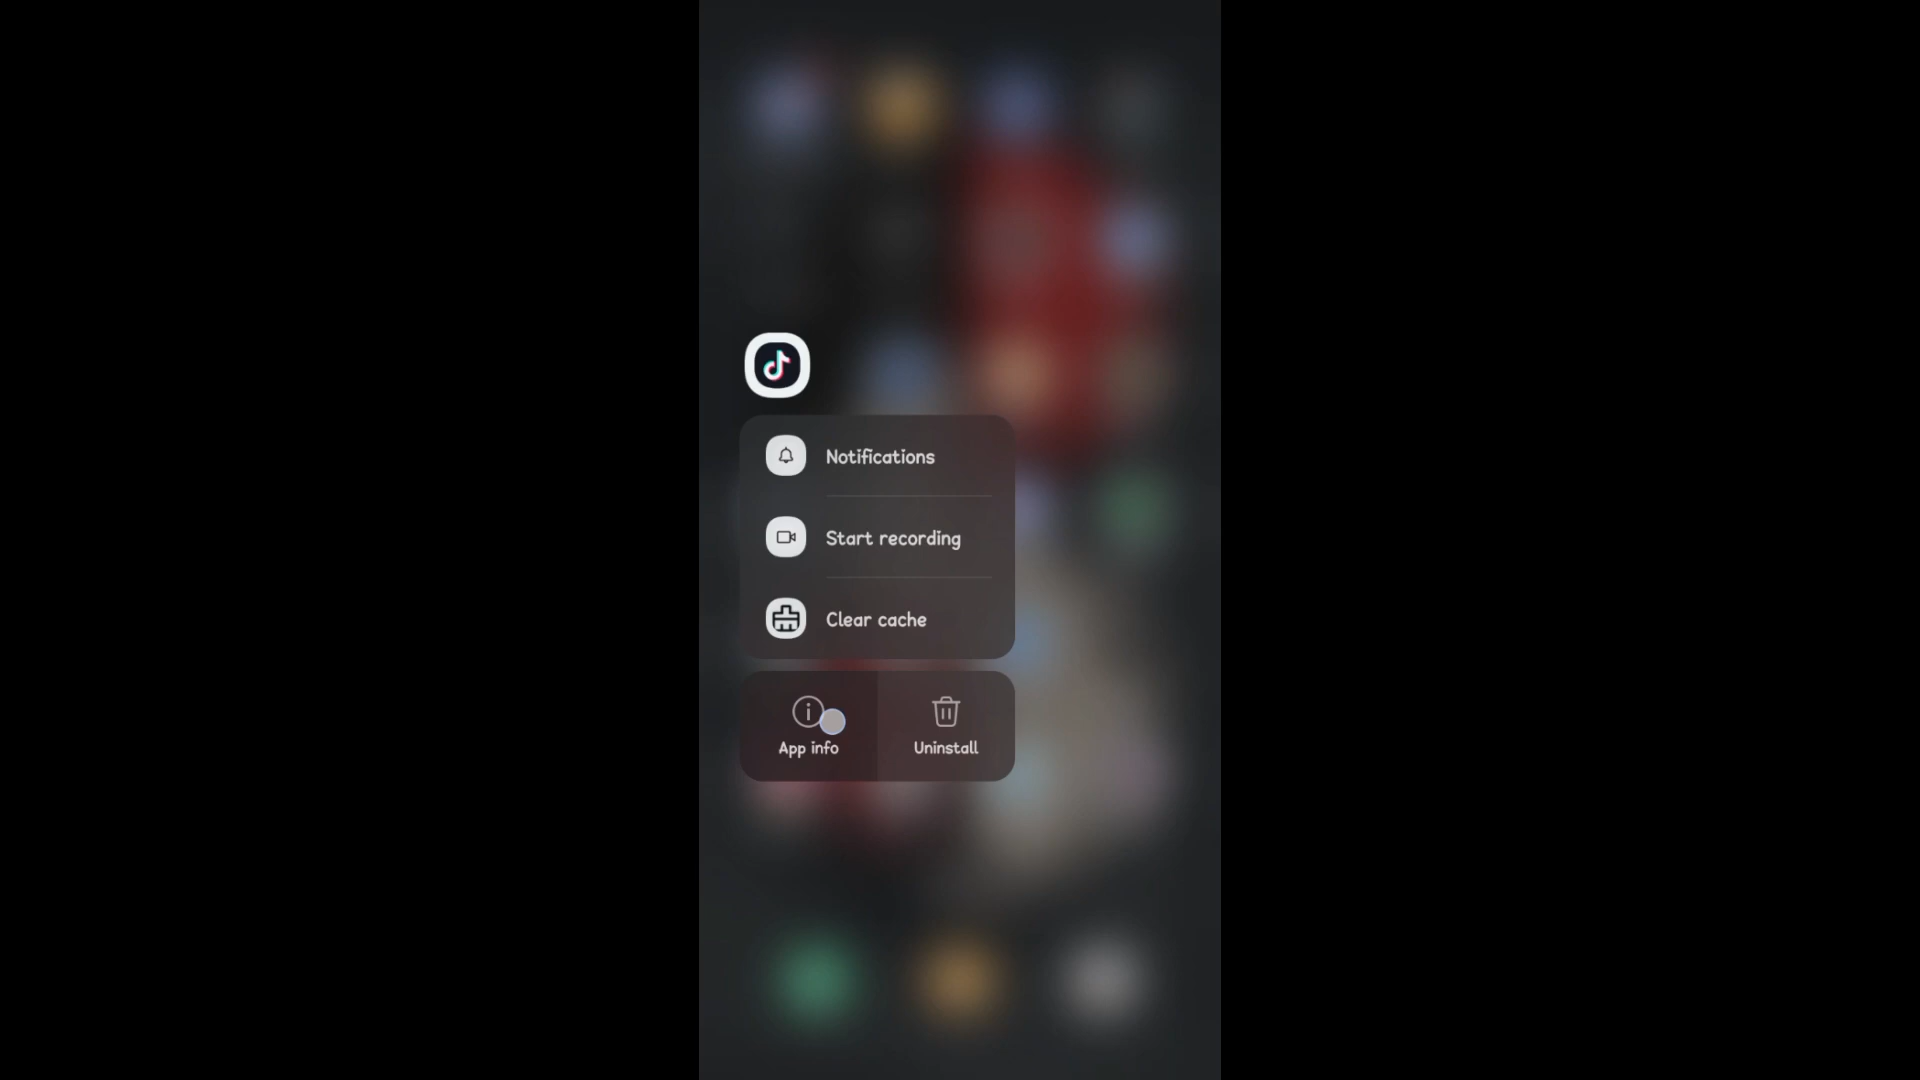 Notifications
Start recording
Clear cache
App info
Uninstall